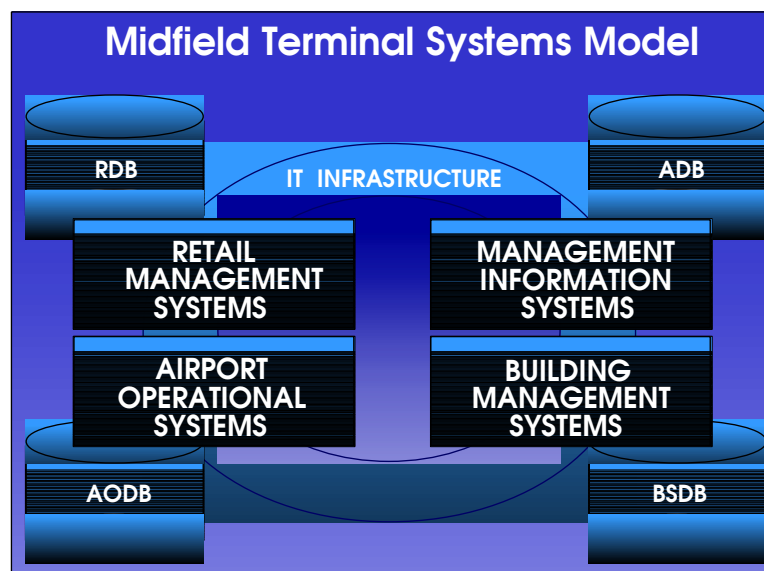 Midfield Terminal Systems Model
RDB
ADB
IT INFRASTRUCTURE
RETAIL
MANAGEMENT
SYSTEMS
MANAGEMENT
INFORMATION
SYSTEMS
AIRPORT
OPERATIONAL
SYSTEMS
BUILDING
MANAGEMENT
SYSTEMS
AODB
BSDB